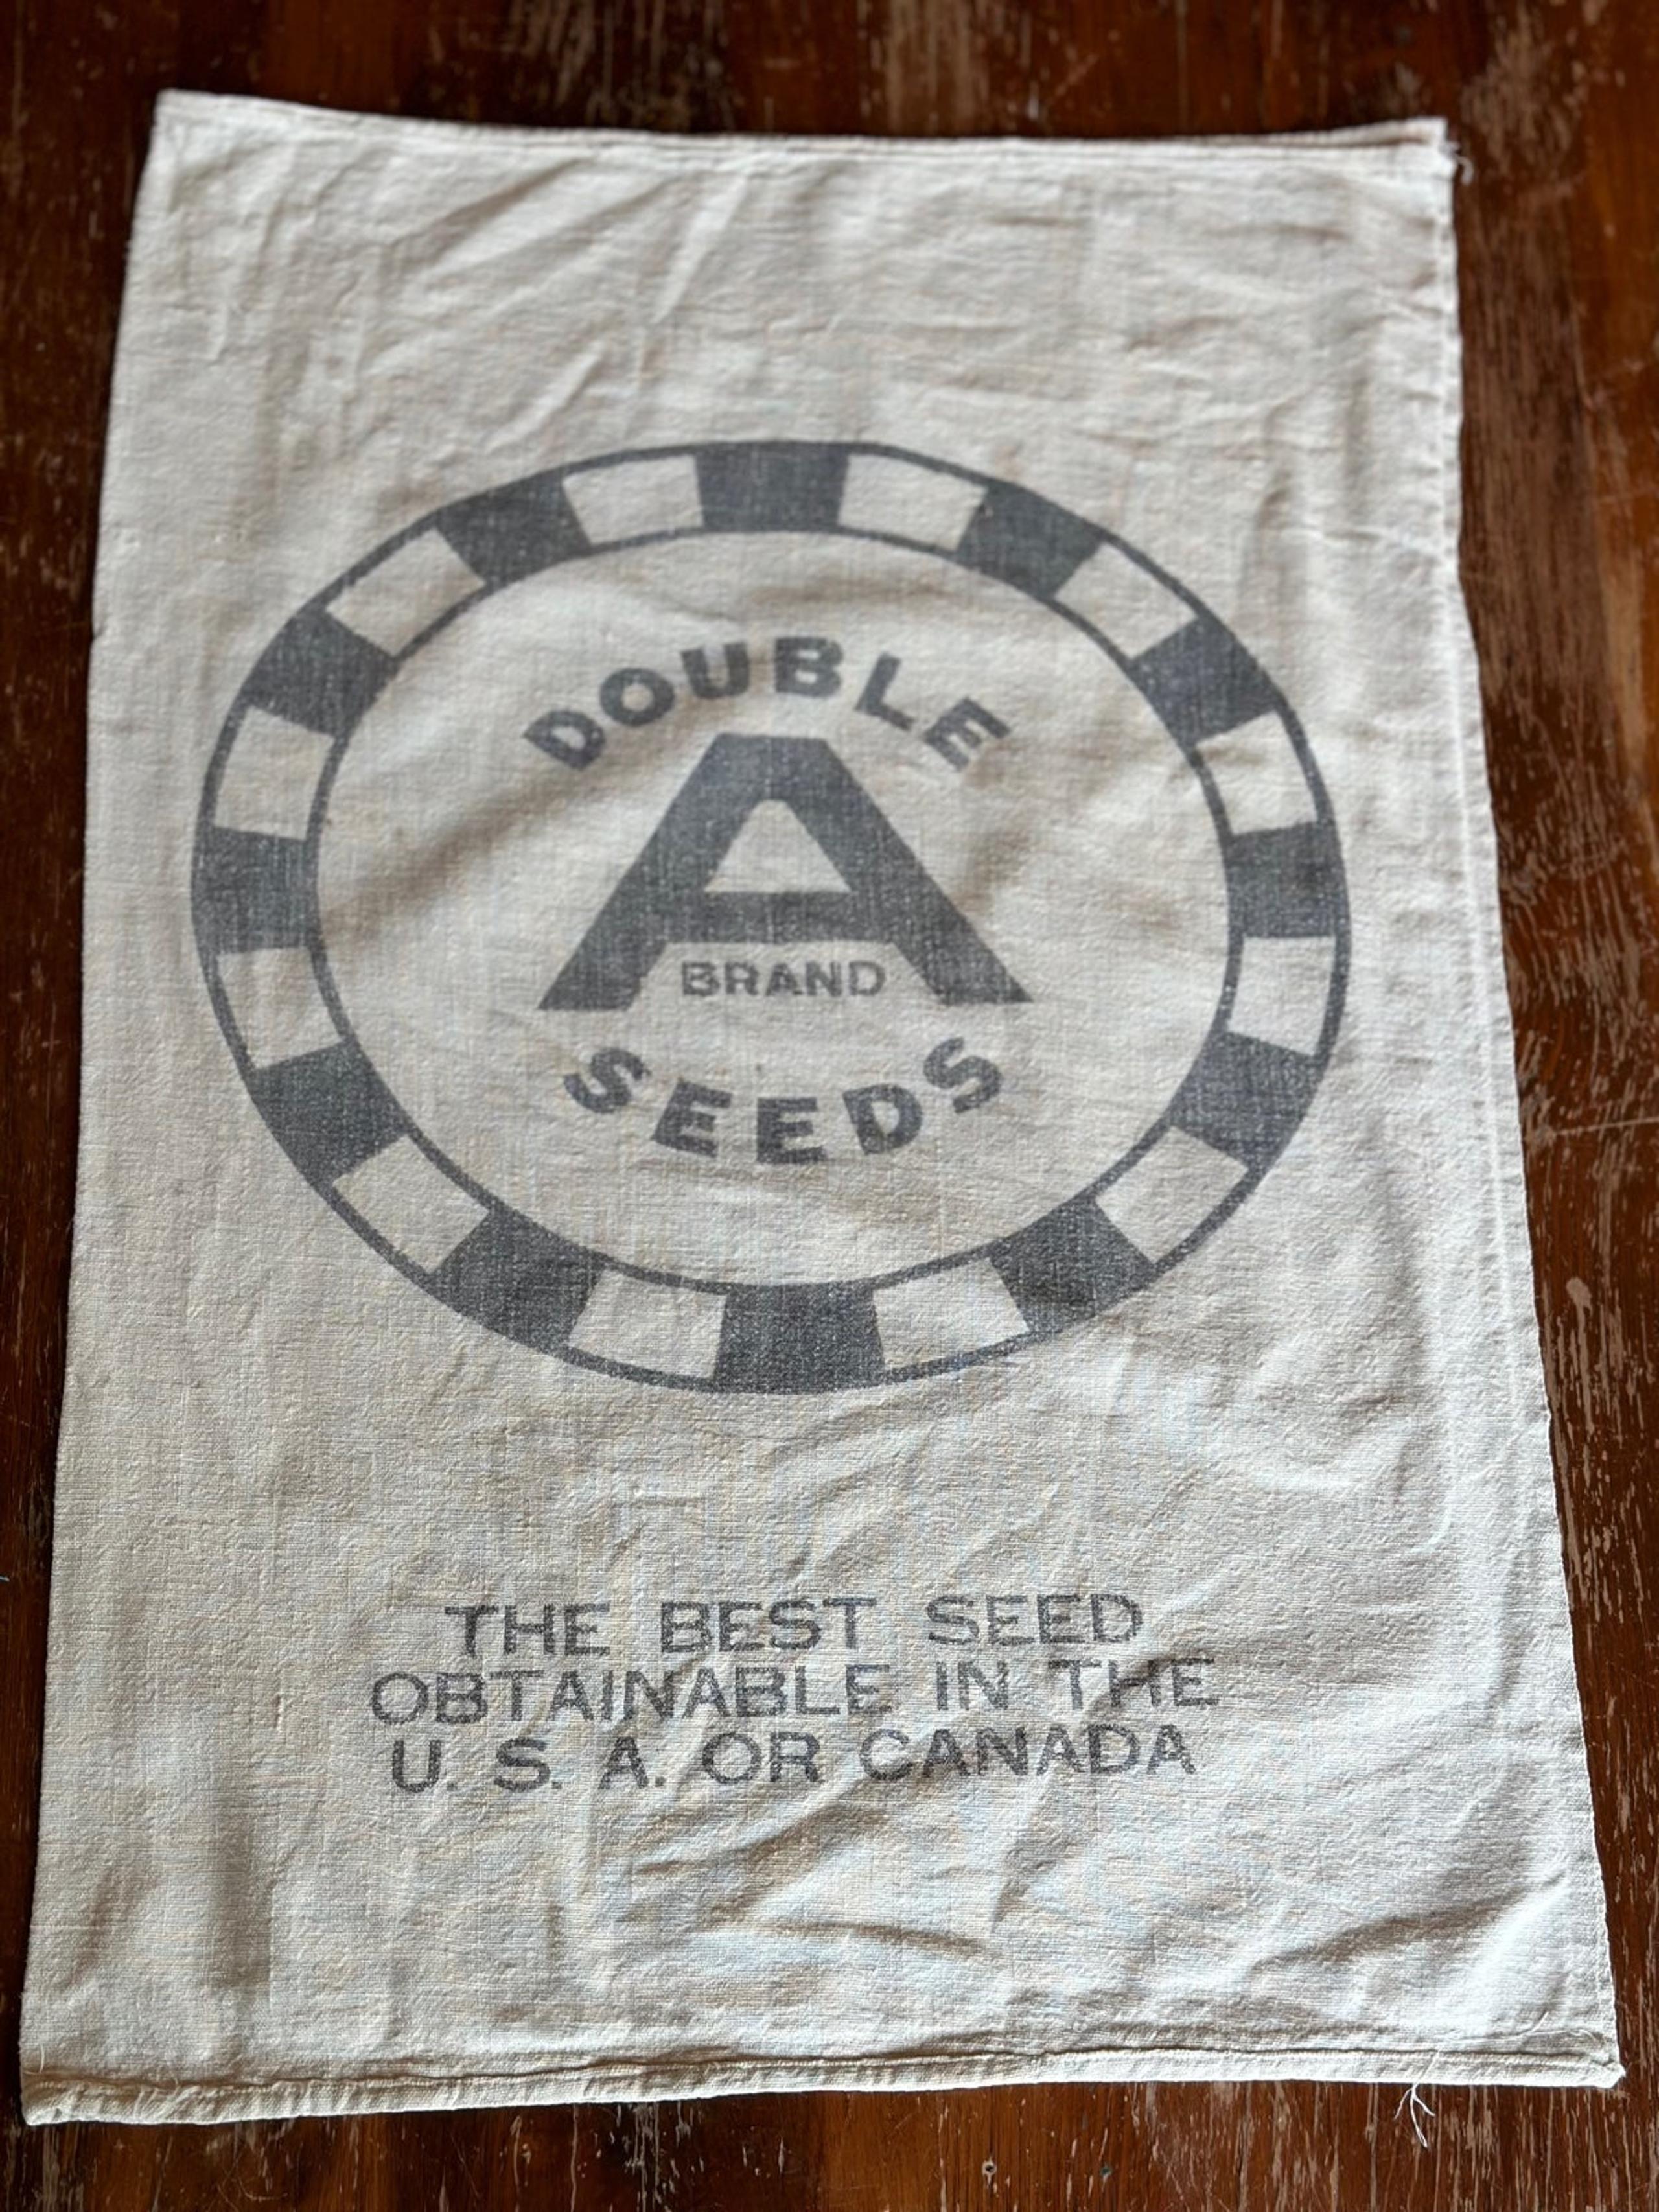 DOUBLE
A
BRAND
SEEDS
THE BEST SEED
OBTAINABLE IN THE
U. S. A. OR CANADA